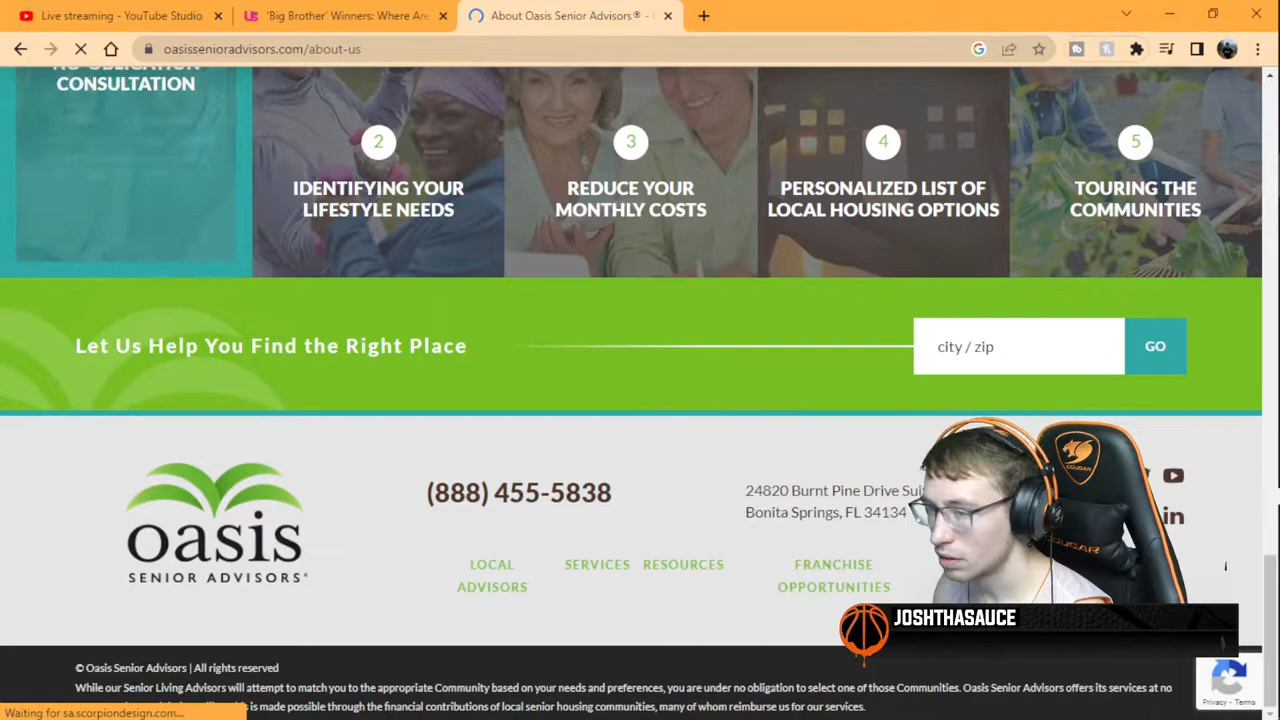 Live streaming - YouTube Studio
'Big Brother' Winners: Where Are
About Oasis Senior Advisors® -
oasissenioradvisors.com/about-us
CONSULTATION
2
3
4
5
IDENTIFYING YOUR
LIFESTYLE NEEDS
REDUCE YOUR
MONTHLY COSTS
PERSONALIZED LIST OF
LOCAL HOUSING OPTIONS
TOURING THE
COMMUNITIES
Let Us Help You Find the Right Place
city / zip
GO
oasis
SENIOR ADVISORS®
(888) 455-5838
24820 Burnt Pine Drive
Bonita Springs, FL 34134
LOCAL
ADVISORS
SERVICES
RESOURCES
FRANCHISE
OPPORTUNITIES
in
COUGAR
COUGAR
JOSHTHASAUCE
© Oasis Senior Advisors | All rights reserved
While our Senior Living Advisors will attempt to match you to the appropriate Community based on your needs and preferences, you are under no obligation to select one of those Communities. Oasis Senior Advisors offers its services at no
is made possible through the financial contributions of local senior housing communities, many of whom reimburse us for our services.
Privacy - Terms
Waiting for sa.scorpiondesign.com...